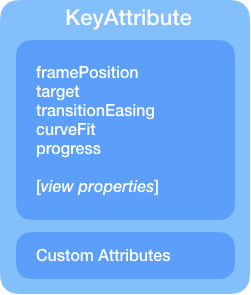 KeyAttribute
framePosition
target
transitionEasing
curveFit
progress
[view properties]
Custom Attributes